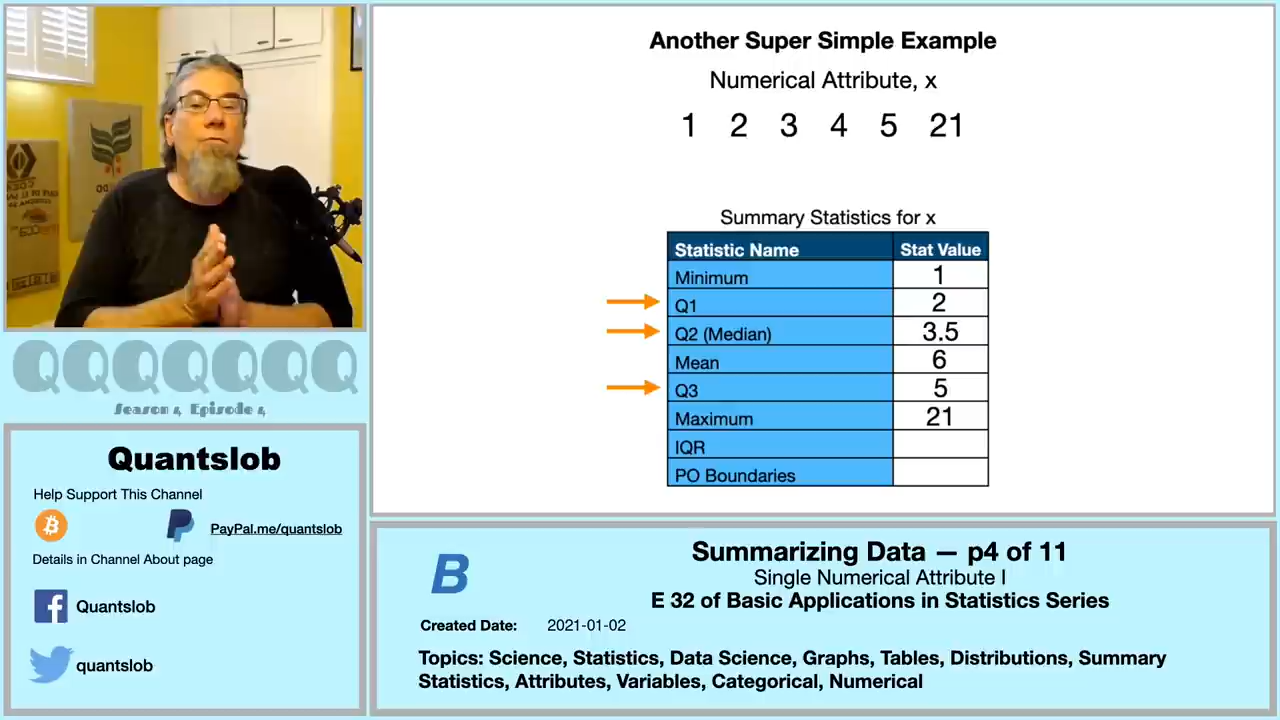 Another Super Simple Example
Numerical Attribute, x
1 2 3 4 5 21
Summary Statistics for x
Statistic Name Stat Value
Minimum 1
Q1 2
Q2 (Median) 3.5
Mean 6
Q3 5
Maximum 21
IQR
PO Boundaries
QQQQQQQ
Season 4 Episode 4
Quantslob
Help Support This Channel
PayPal.me/quantslob
Details in Channel About page
Quantslob
quantslob
B
Summarizing Data — p4 of 11
Single Numerical Attribute I
E 32 of Basic Applications in Statistics Series
Created Date: 2021-01-02
Topics: Science, Statistics, Data Science, Graphs, Tables, Distributions, Summary
Statistics, Attributes, Variables, Categorical, Numerical